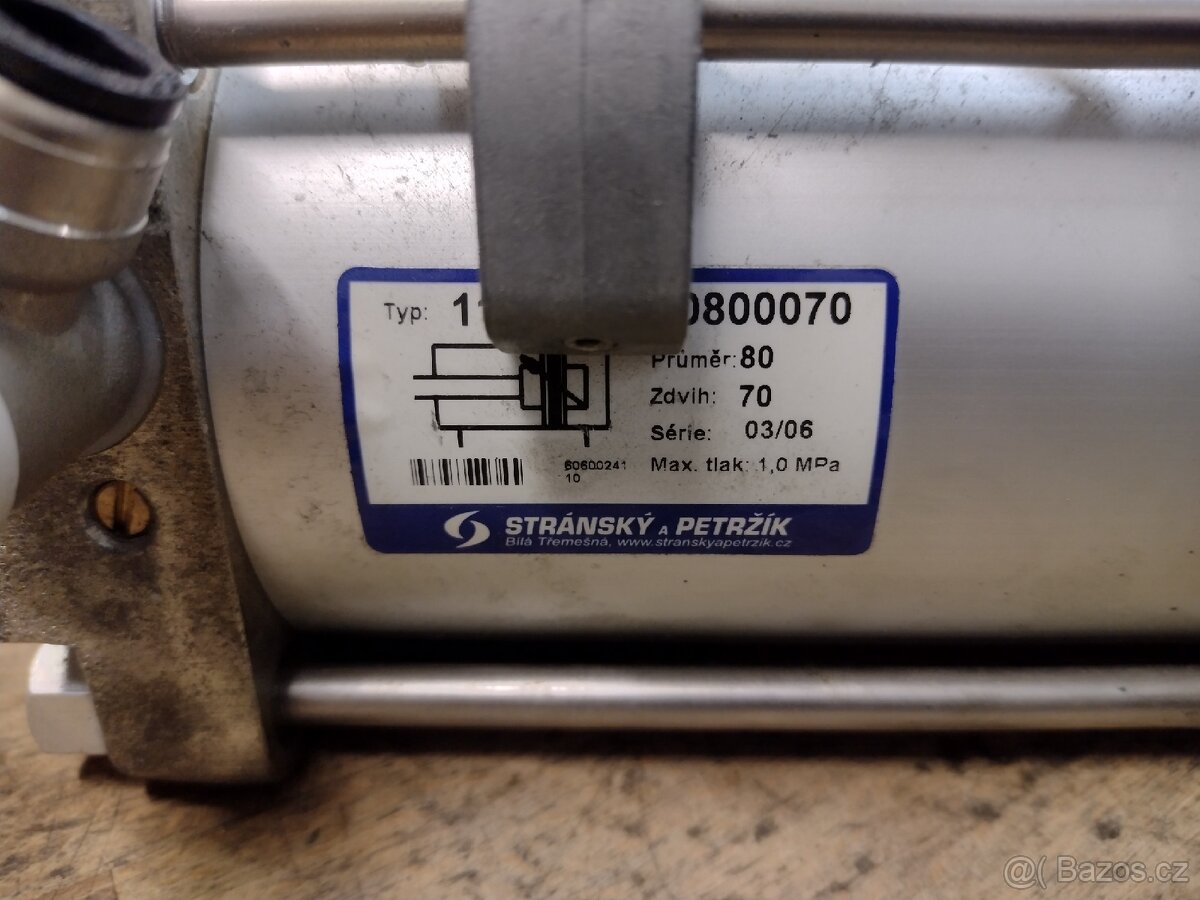 Typ: 11 0800070
Průměr: 80
Zdvih: 70
Série: 03/06
60600241
10
Max. tlak: 1,0 MPa
STRÁNSKÝ A PETRŽÍK
Bílá Třemešná, www.stranskyapetrzik.cz
@( Bazos.cz